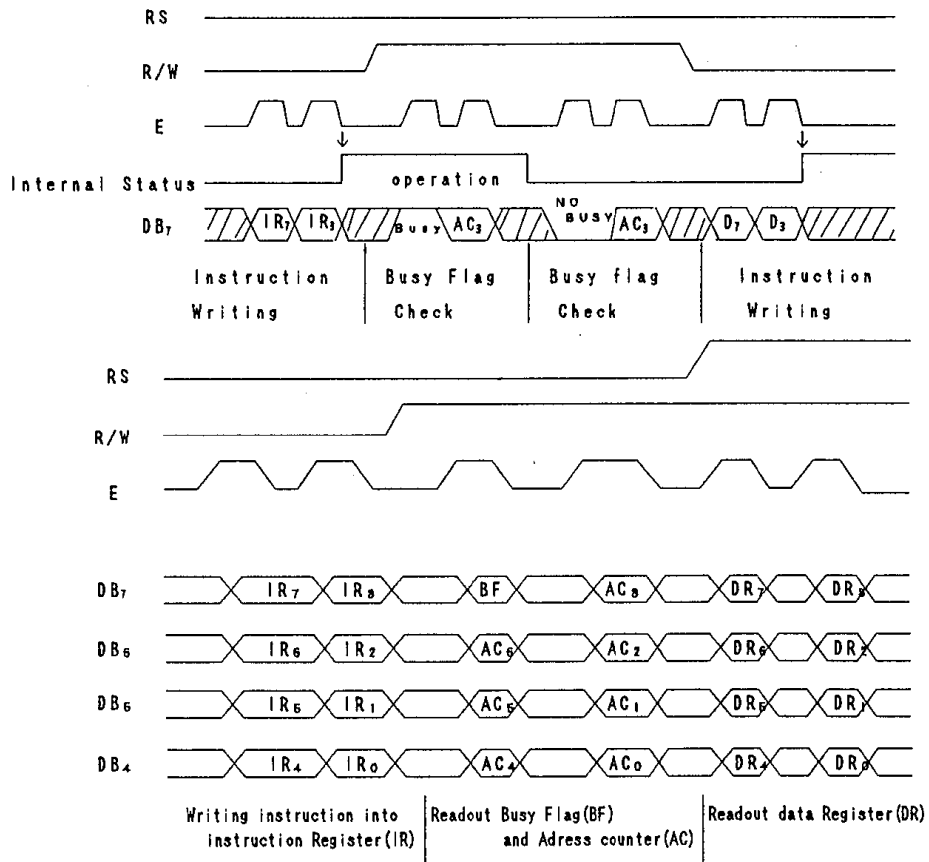 RS
R/W
E
Internal Status operation
NO
DB₇ IR₇ IR₃ Busy AC₃ BUSY AC₃ D₇ D₃
Instruction Busy Flag Busy flag Instruction
Writing Check Check Writing
RS
R/W
E
DB₇ IR₇ IR₃ BF AC₃ DR₇ DR₃
DB₆ IR₆ IR₂ AC₆ AC₂ DR₆ DR₂
DB₆ IR₅ IR₁ AC₅ AC₁ DR₅ DR₁
DB₄ IR₄ IR₀ AC₄ AC₀ DR₄ DR₀
Writing instruction into Readout Busy Flag(BF) Readout data Register(DR)
instruction Register(IR) and Adress counter(AC)